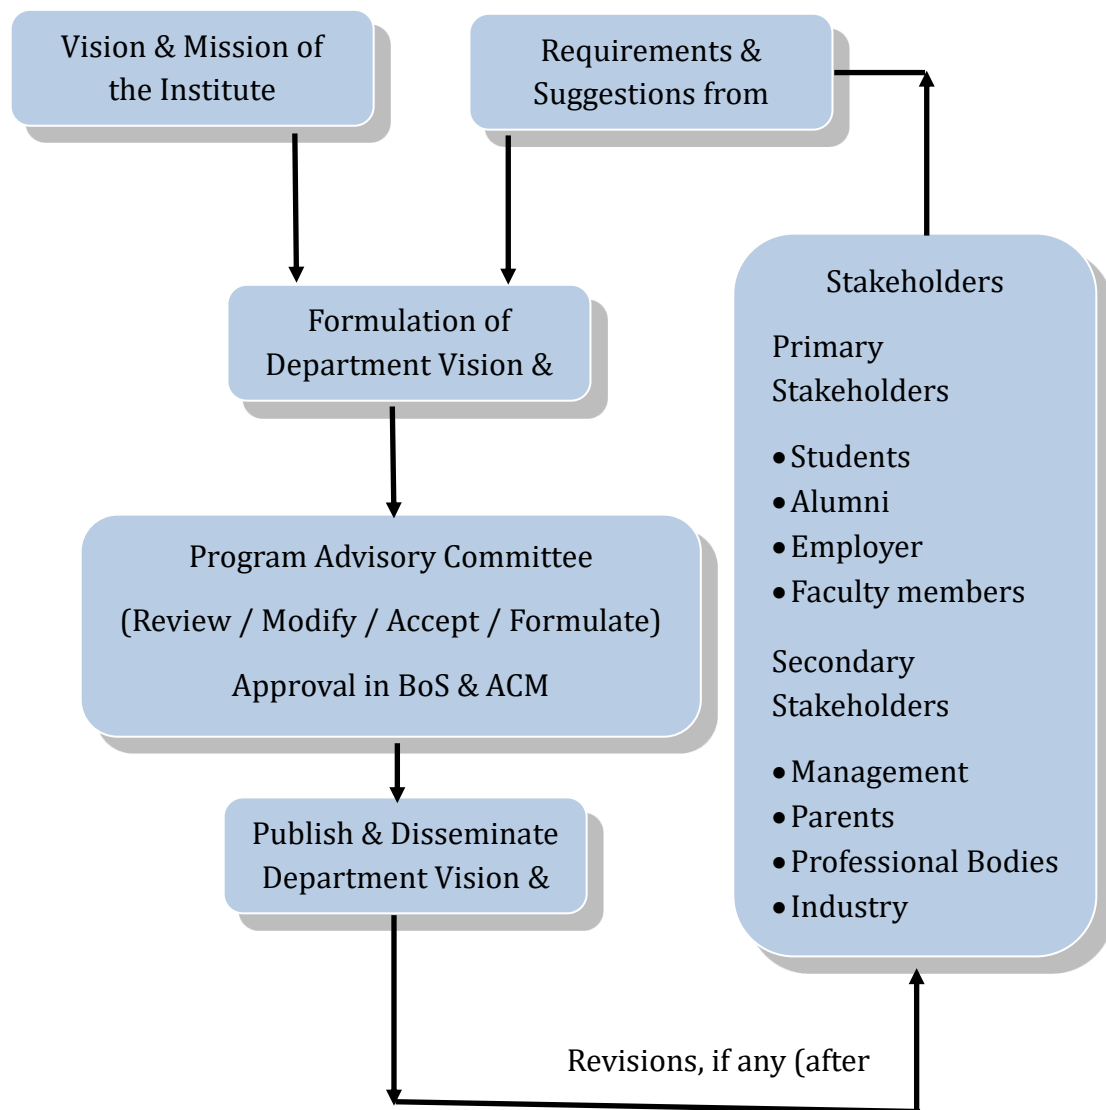 Vision & Mission of
the Institute
Requirements &
Suggestions from
Formulation of
Department Vision &
Program Advisory Committee
(Review / Modify / Accept / Formulate)
Approval in BoS & ACM
Publish & Disseminate
Department Vision &
Stakeholders
Primary
Stakeholders
• Students
• Alumni
• Employer
• Faculty members
Secondary
Stakeholders
• Management
• Parents
• Professional Bodies
• Industry
Revisions, if any (after